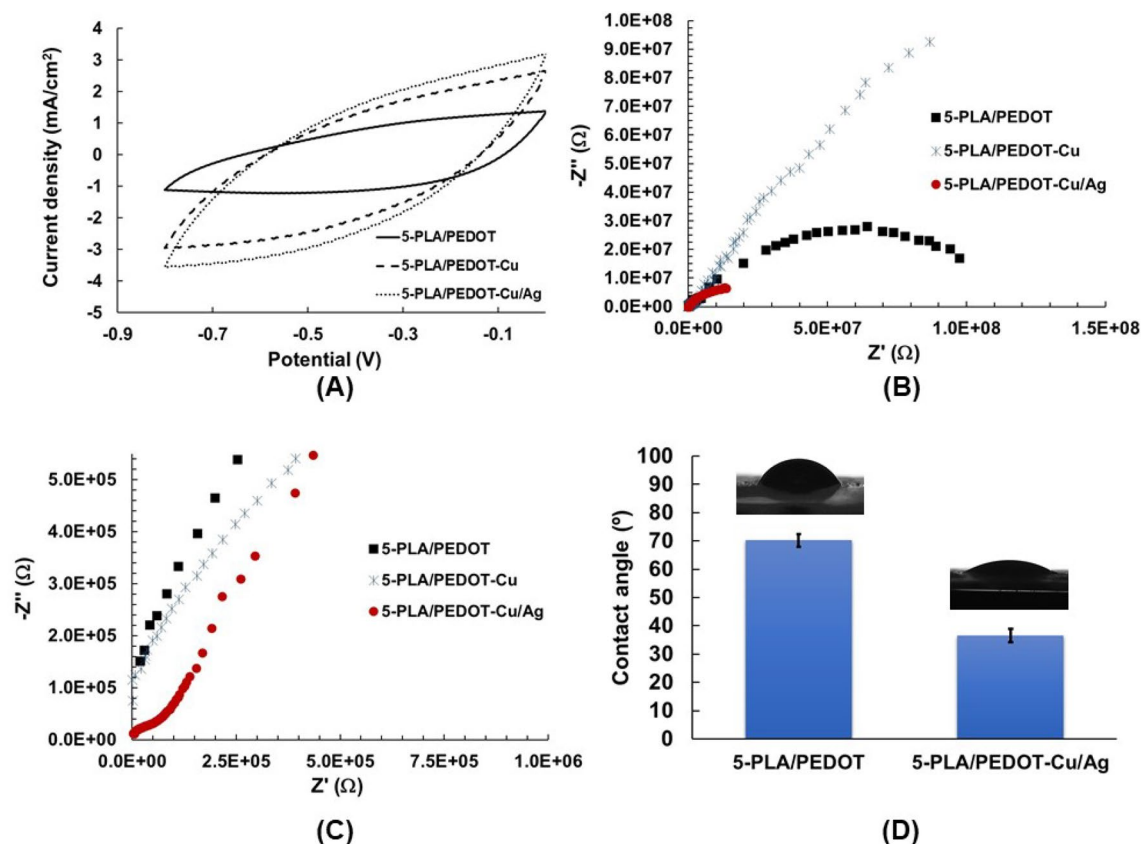 4
3
2
1
0
-1
-2
-3
-4
-5
Current density (mA/cm²)
5-PLA/PEDOT
5-PLA/PEDOT-Cu
5-PLA/PEDOT-Cu/Ag
-0.9
-0.7
-0.5
-0.3
-0.1
Potential (V)
(A)
1.0E+08
9.0E+07
8.0E+07
7.0E+07
6.0E+07
5.0E+07
4.0E+07
3.0E+07
2.0E+07
1.0E+07
0.0E+00
-Z'' (Ω)
5-PLA/PEDOT
5-PLA/PEDOT-Cu
5-PLA/PEDOT-Cu/Ag
0.0E+00
5.0E+07
1.0E+08
1.5E+08
Z' (Ω)
(B)
5.0E+05
4.0E+05
3.0E+05
2.0E+05
1.0E+05
0.0E+00
-Z'' (Ω)
5-PLA/PEDOT
5-PLA/PEDOT-Cu
5-PLA/PEDOT-Cu/Ag
0.0E+00
2.5E+05
5.0E+05
7.5E+05
1.0E+06
Z' (Ω)
(C)
100
90
80
70
60
50
40
30
20
10
0
Contact angle (º)
5-PLA/PEDOT
5-PLA/PEDOT-Cu/Ag
(D)